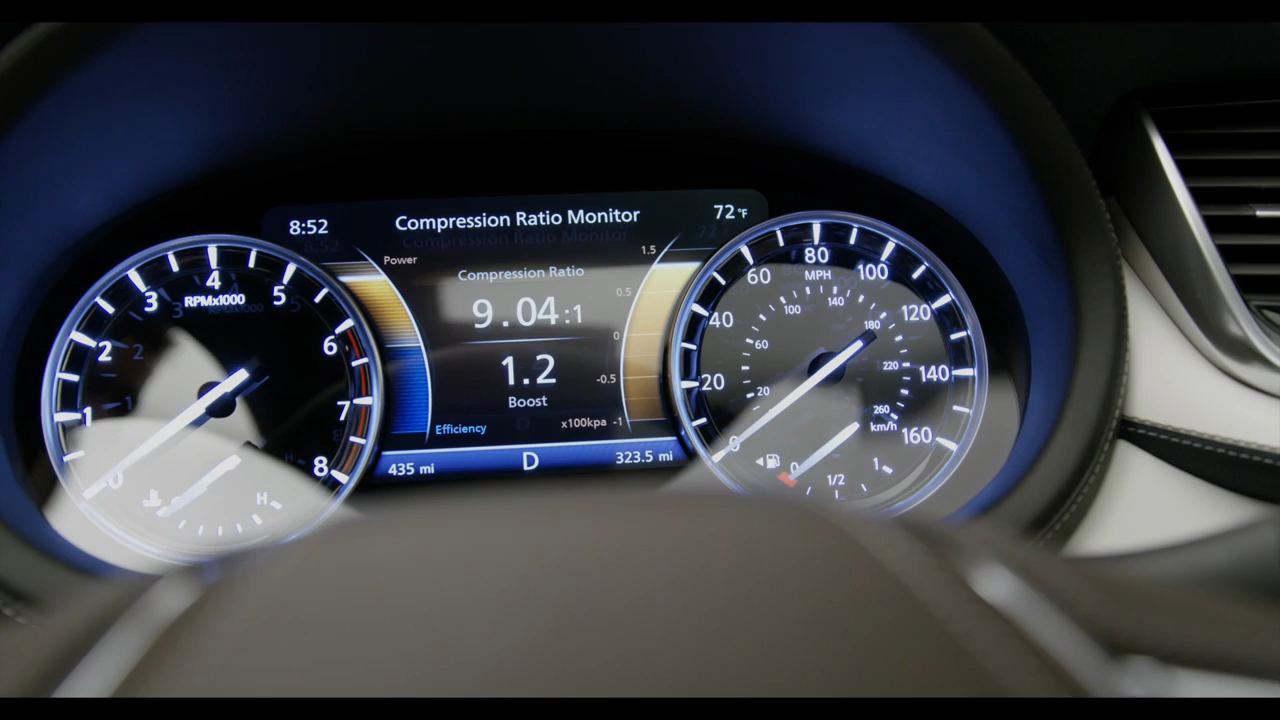 8:52
Compression Ratio Monitor
72°F
Power
Compression Ratio
9.04:1
1.2
Boost
Efficiency
x100kpa
1.5
0.5
0
-0.5
-1
435 mi
D
323.5 mi
0
1
2
3
4
5
6
7
8
RPMx1000
H
0
20
40
60
80
100
120
140
160
MPH
20
60
100
140
180
220
260
km/h
0
1/2
1